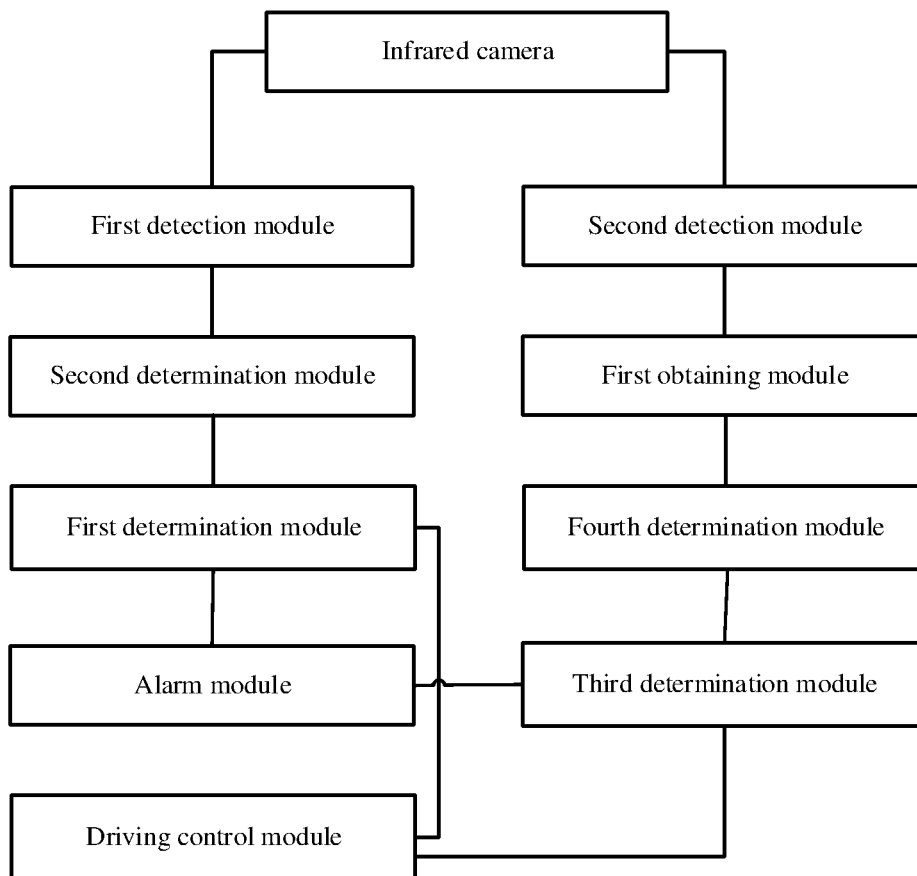 Infrared camera
First detection module
Second detection module
Second determination module
First obtaining module
First determination module
Fourth determination module
Alarm module
Third determination module
Driving control module